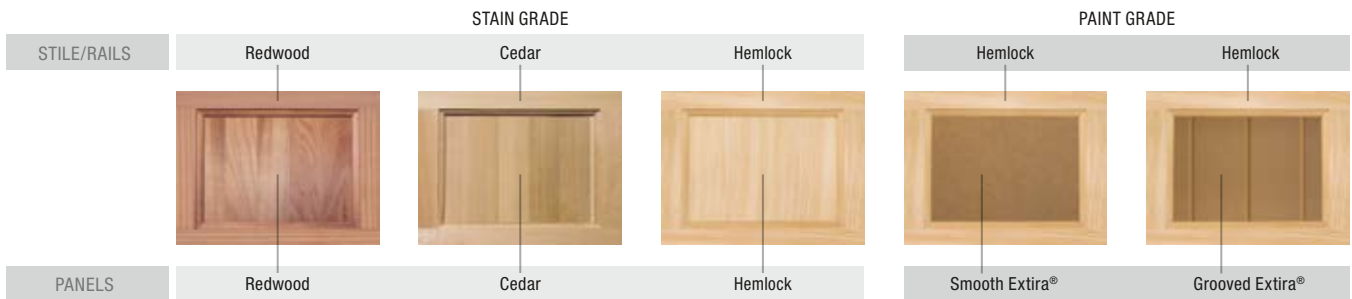 STAIN GRADE PAINT GRADE
STILE/RAILS Redwood Cedar Hemlock Hemlock Hemlock
PANELS Redwood Cedar Hemlock Smooth Extira® Grooved Extira®